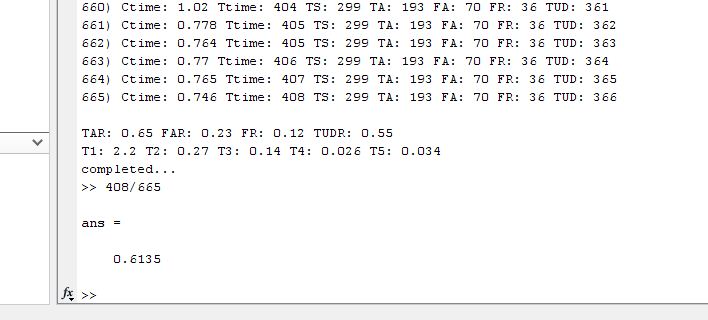 660) Ctime: 1.02 Ttime: 404 TS: 299 TA: 193 FA: 70 FR: 36 TUD: 361
661) Ctime: 0.778 Ttime: 405 TS: 299 TA: 193 FA: 70 FR: 36 TUD: 362
662) Ctime: 0.764 Ttime: 405 TS: 299 TA: 193 FA: 70 FR: 36 TUD: 363
663) Ctime: 0.77 Ttime: 406 TS: 299 TA: 193 FA: 70 FR: 36 TUD: 364
664) Ctime: 0.765 Ttime: 407 TS: 299 TA: 193 FA: 70 FR: 36 TUD: 365
665) Ctime: 0.746 Ttime: 408 TS: 299 TA: 193 FA: 70 FR: 36 TUD: 366
TAR: 0.65 FAR: 0.23 FR: 0.12 TUDR: 0.55
T1: 2.2 T2: 0.27 T3: 0.14 T4: 0.026 T5: 0.034
completed...
>> 408/665
ans =
0.6135
fx >>